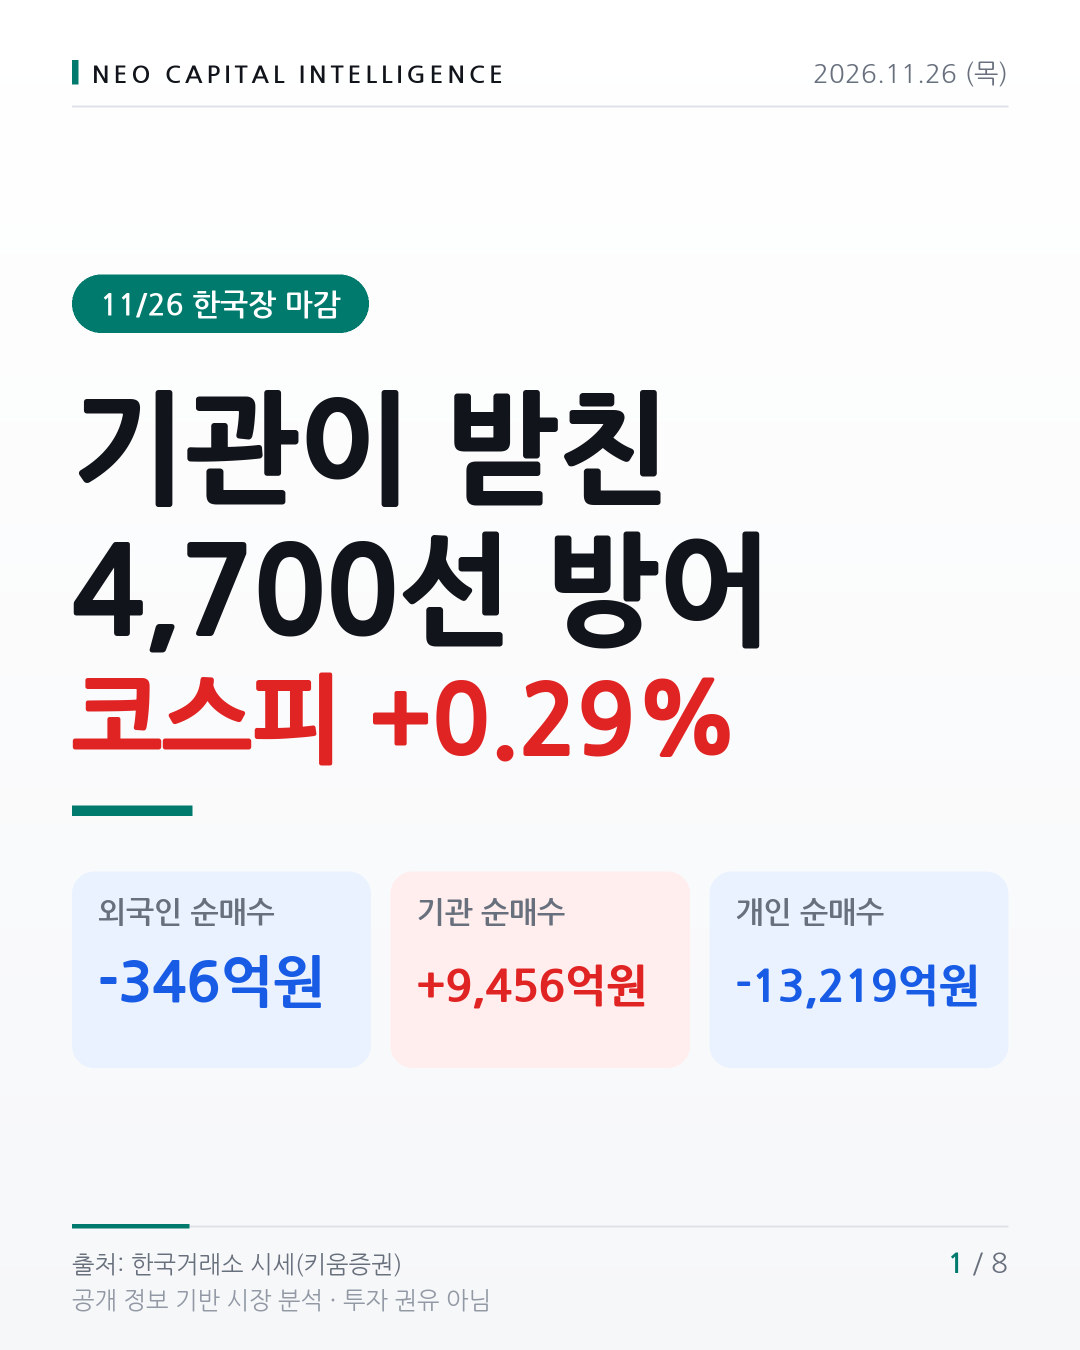 NEO CAPITAL INTELLIGENCE
2026.11.26 (목)
11/26 한국장 마감
기관이 받친
4,700선 방어
코스피 +0.29%
외국인 순매수
-346억원
기관 순매수
+9,456억원
개인 순매수
-13,219억원
출처: 한국거래소 시세(키움증권)
1 / 8
공개 정보 기반 시장 분석 · 투자 권유 아님